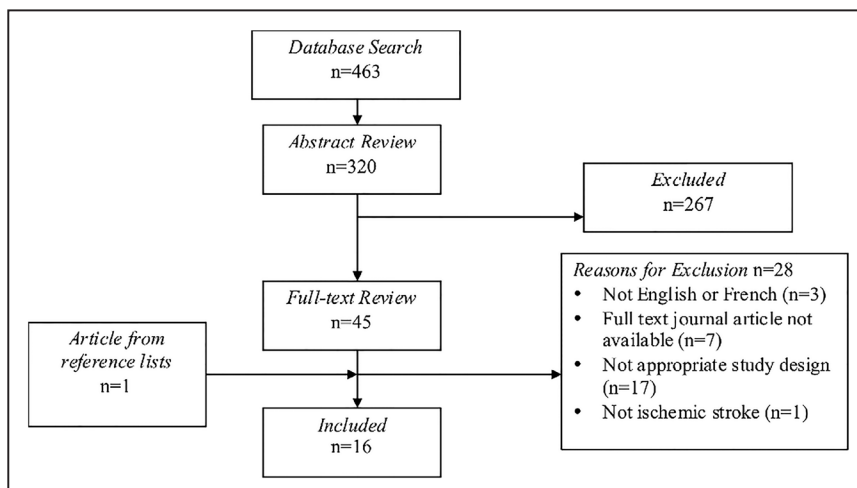 Database Search
n=463
Abstract Review
n=320
Excluded
n=267
Full-text Review
n=45
Article from
reference lists
n=1
Reasons for Exclusion n=28
• Not English or French (n=3)
• Full text journal article not
available (n=7)
• Not appropriate study design
(n=17)
• Not ischemic stroke (n=1)
Included
n=16